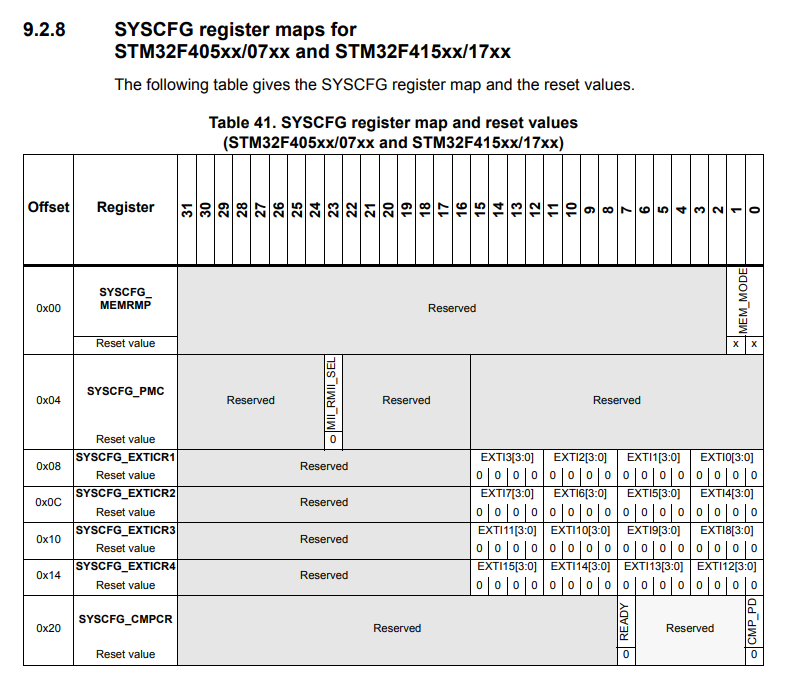 9.2.8 SYSCFG register maps for
STM32F405xx/07xx and STM32F415xx/17xx
The following table gives the SYSCFG register map and the reset values.
Table 41. SYSCFG register map and reset values
(STM32F405xx/07xx and STM32F415xx/17xx)
Offset Register 31 30 29 28 27 26 25 24 23 22 21 20 19 18 17 16 15 14 13 12 11 10 9 8 7 6 5 4 3 2 1 0
0x00 SYSCFG_
MEMRMP Reserved MEM_MODE
Reset value x x
0x04 SYSCFG_PMC Reserved MII_RMII_SEL Reserved Reserved
Reset value 0
0x08 SYSCFG_EXTICR1 Reserved EXTI3[3:0] EXTI2[3:0] EXTI1[3:0] EXTI0[3:0]
Reset value 0 0 0 0 0 0 0 0 0 0 0 0 0 0 0 0
0x0C SYSCFG_EXTICR2 Reserved EXTI7[3:0] EXTI6[3:0] EXTI5[3:0] EXTI4[3:0]
Reset value 0 0 0 0 0 0 0 0 0 0 0 0 0 0 0 0
0x10 SYSCFG_EXTICR3 Reserved EXTI11[3:0] EXTI10[3:0] EXTI9[3:0] EXTI8[3:0]
Reset value 0 0 0 0 0 0 0 0 0 0 0 0 0 0 0 0
0x14 SYSCFG_EXTICR4 Reserved EXTI15[3:0] EXTI14[3:0] EXTI13[3:0] EXTI12[3:0]
Reset value 0 0 0 0 0 0 0 0 0 0 0 0 0 0 0 0
0x20 SYSCFG_CMPCR Reserved READY Reserved CMP_PD
Reset value 0 0